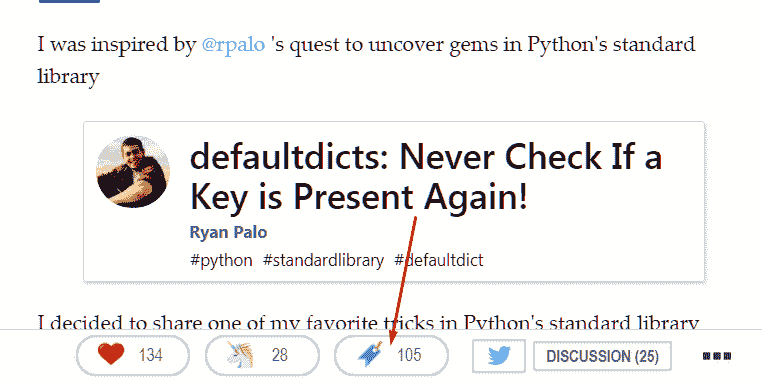 I was inspired by @rpalo 's quest to uncover gems in Python's standard
library
defaultdicts: Never Check If a
Key is Present Again!
Ryan Palo
#python #standardlibrary #defaultdict
I decided to share one of my favorite tricks in Python's standard library
134 28 105 DISCUSSION (25)